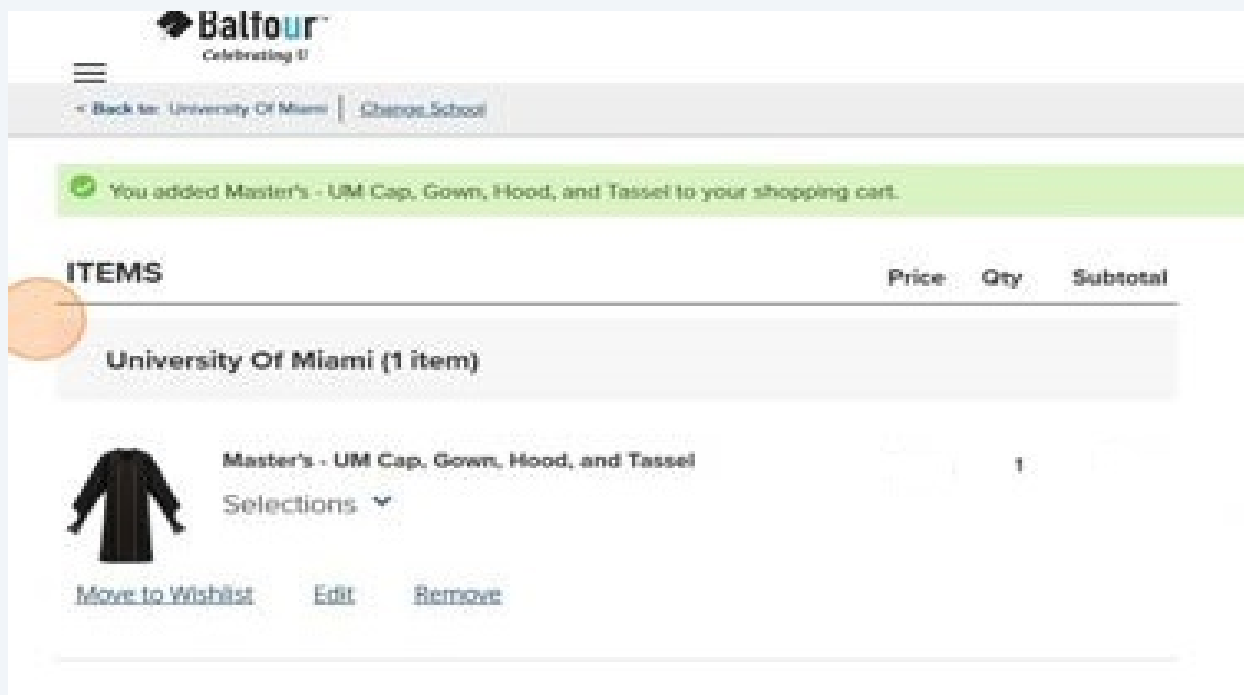 Balfour
Celebrating U
< Back to: University Of Miami | Change School
You added Master's - UM Cap, Gown, Hood, and Tassel to your shopping cart.
ITEMS Price Qty Subtotal
University Of Miami (1 item)
Master's - UM Cap, Gown, Hood, and Tassel 1
Selections
Move to Wishlist Edit Remove